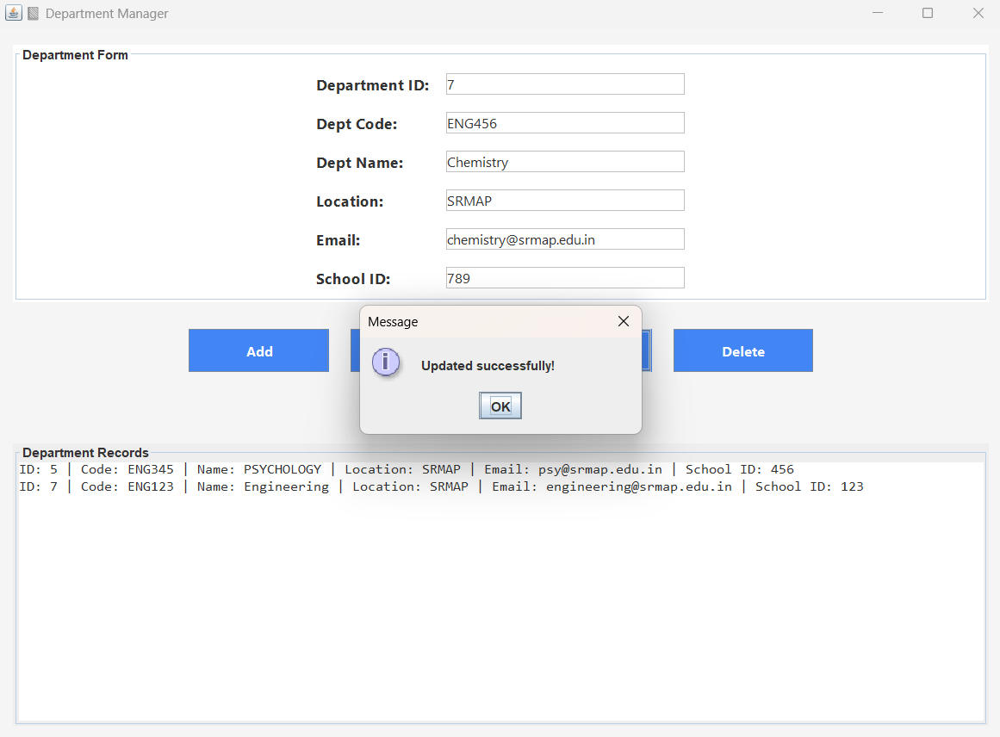 Department Manager
Department Form
Department ID: 7
Dept Code: ENG456
Dept Name: Chemistry
Location: SRMAP
Email: chemistry@srmap.edu.in
School ID: 789
Message
Updated successfully!
OK
Add
Delete
Department Records
ID: 5 | Code: ENG345 | Name: PSYCHOLOGY | Location: SRMAP | Email: psy@srmap.edu.in | School ID: 456
ID: 7 | Code: ENG123 | Name: Engineering | Location: SRMAP | Email: engineering@srmap.edu.in | School ID: 123